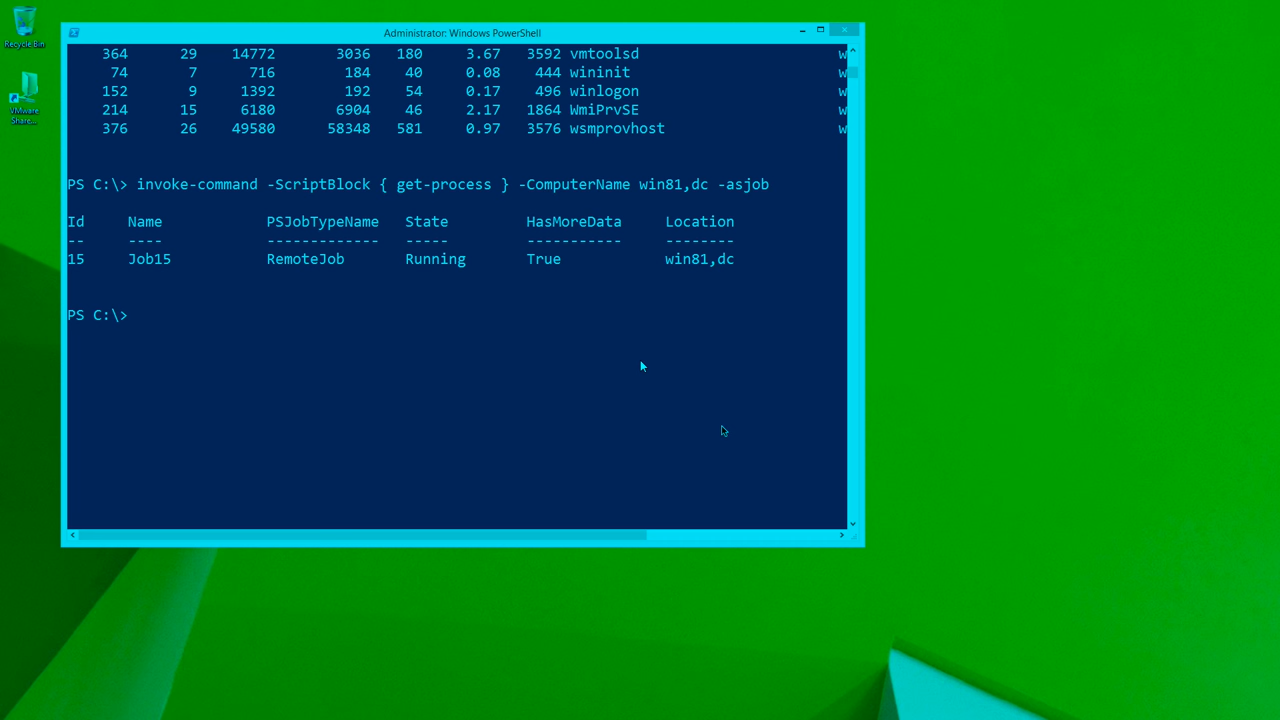 Recycle Bin
VMware
Share...
Administrator: Windows PowerShell
364 29 14772 3036 180 3.67 3592 vmtoolsd w
74 7 716 184 40 0.08 444 wininit w
152 9 1392 192 54 0.17 496 winlogon w
214 15 6180 6904 46 2.17 1864 WmiPrvSE w
376 26 49580 58348 581 0.97 3576 wsmprovhost w
PS C:\> invoke-command -ScriptBlock { get-process } -ComputerName win81,dc -asjob
Id Name PSJobTypeName State HasMoreData Location
-- ---- ------------- ----- ----------- --------
15 Job15 RemoteJob Running True win81,dc
PS C:\>